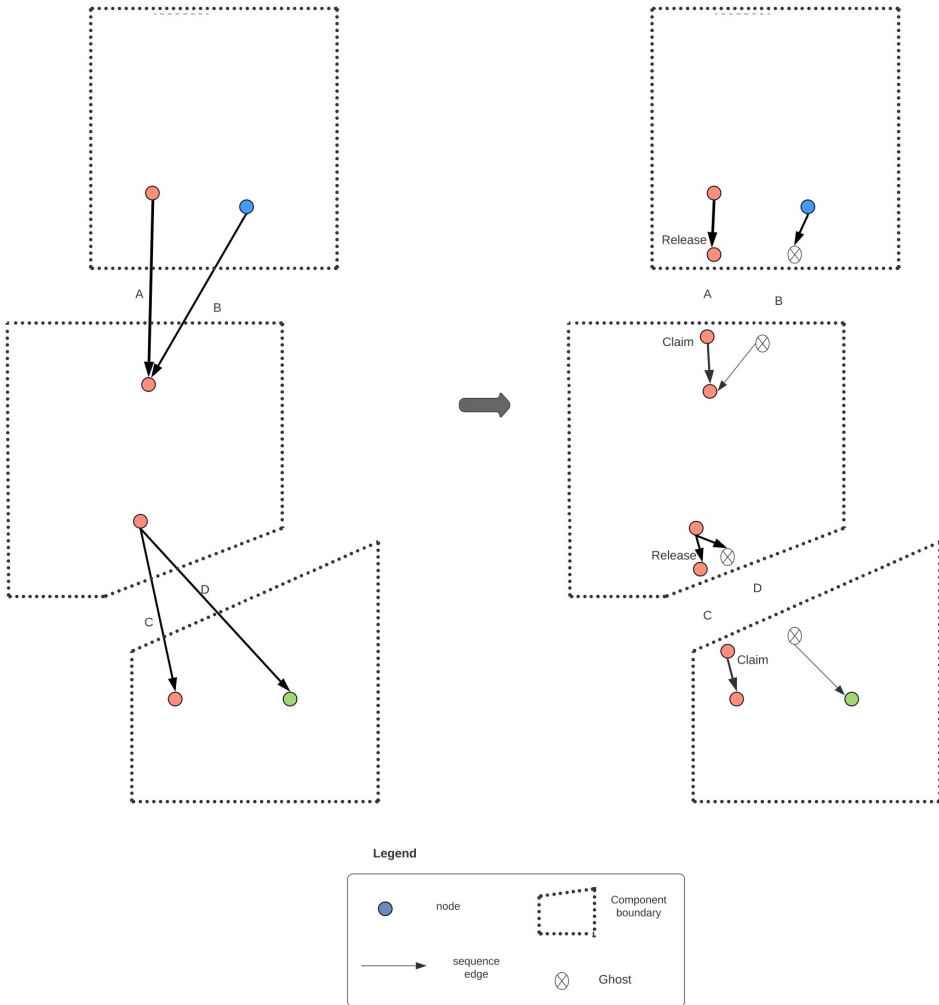 Release
A
B
A
B
Claim
Release
D
D
C
C
Claim
Legend
node
Component
boundary
sequence
edge
Ghost